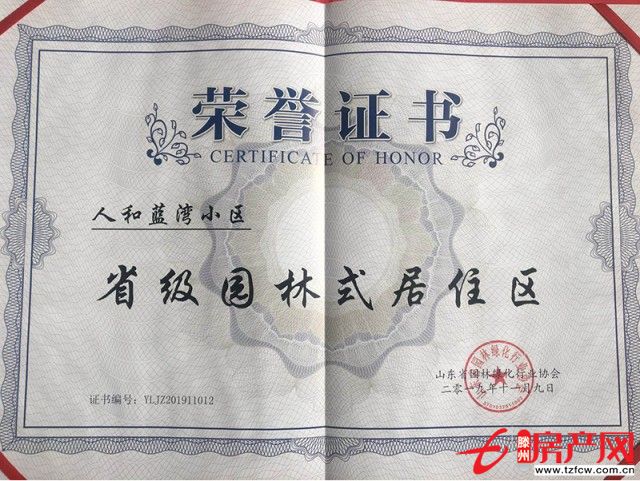 荣誉证书
CERTIFICATE OF HONOR
人和蓝湾小区
省级园林式居住区
山东省园林绿化行业协会
二零一九年十一月九日
证书编号：YLJZ201911012
滕州房产网
www.tzfcw.com.cn